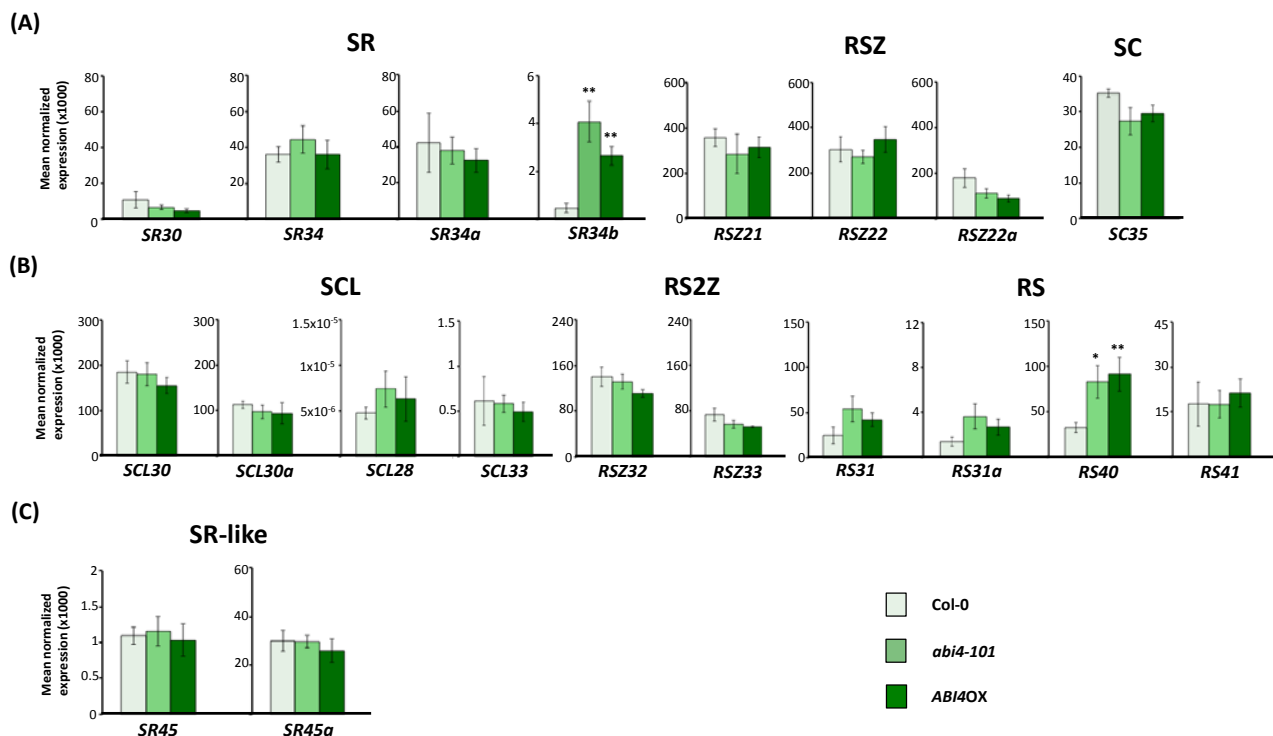 (A)
SR
RSZ
SC
Mean normalized
expression (x1000)
80
60
40
20
0
SR30
80
60
40
20
SR34
80
60
40
20
SR34a
6
4
2
0
SR34b
**
**
600
400
200
0
RSZ21
600
400
200
0
RSZ22
600
400
200
0
RSZ22a
40
30
20
10
0
SC35
(B)
SCL
RS2Z
RS
Mean normalized
expression (x1000)
300
200
100
0
SCL30
300
200
100
SCL30a
1.5x10-5
1x10-5
5x10-6
SCL28
1.5
1
0.5
SCL33
240
160
80
0
RSZ32
240
160
80
RSZ33
150
100
50
0
RS31
12
8
4
0
RS31a
150
100
50
0
RS40
*
**
45
30
15
RS41
(C)
SR-like
Mean normalized
expression (x1000)
2
1.5
1
0.5
0
SR45
60
40
20
SR45a
Col-0
abi4-101
ABI4OX